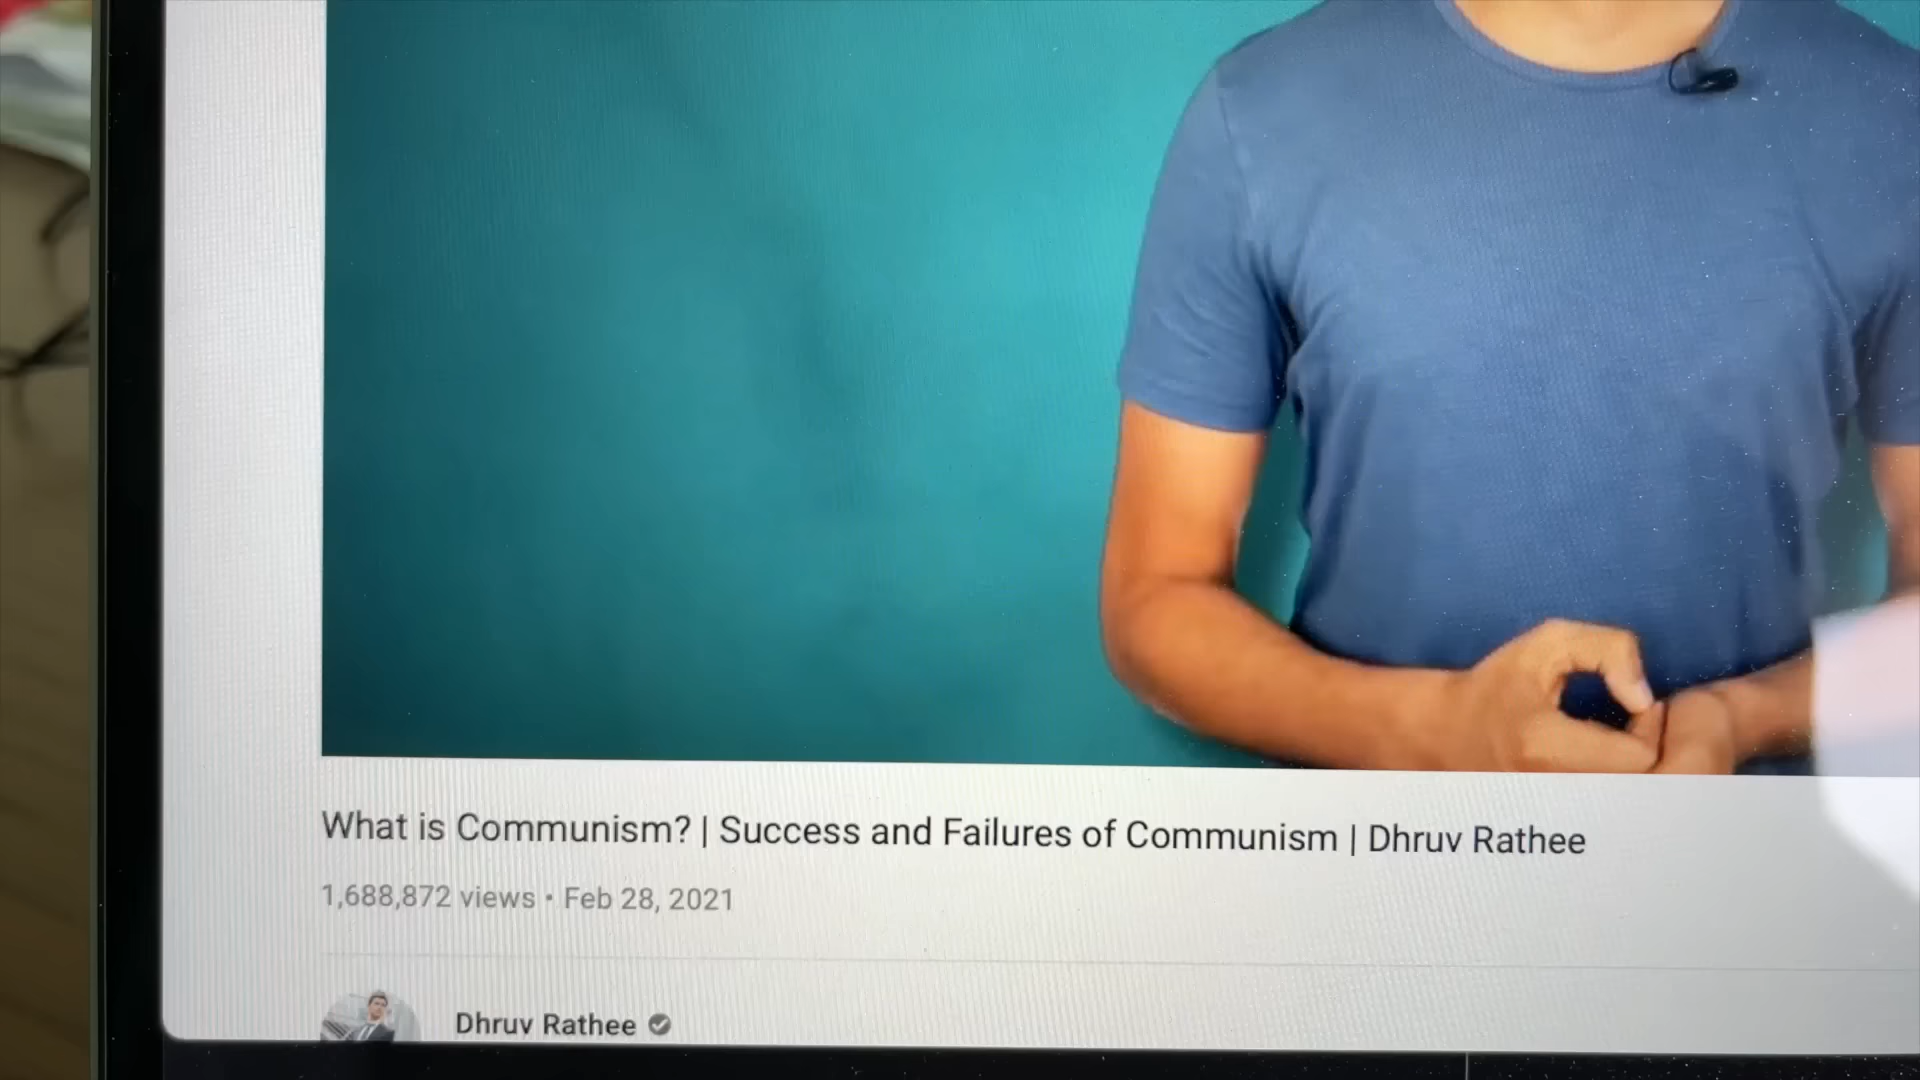 What is Communism? | Success and Failures of Communism | Dhruv Rathee
1,688,872 views • Feb 28, 2021
Dhruv Rathee